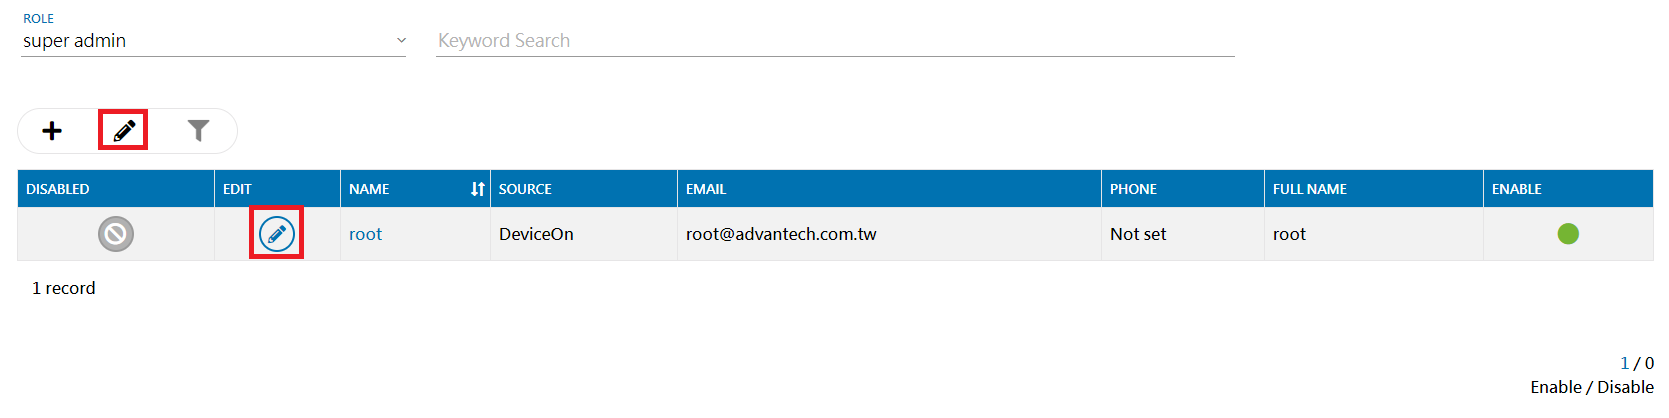 ROLE
super admin
Keyword Search
DISABLED EDIT NAME SOURCE EMAIL PHONE FULL NAME ENABLE
root DeviceOn root@advantech.com.tw Not set root
1 record
1 / 0
Enable / Disable